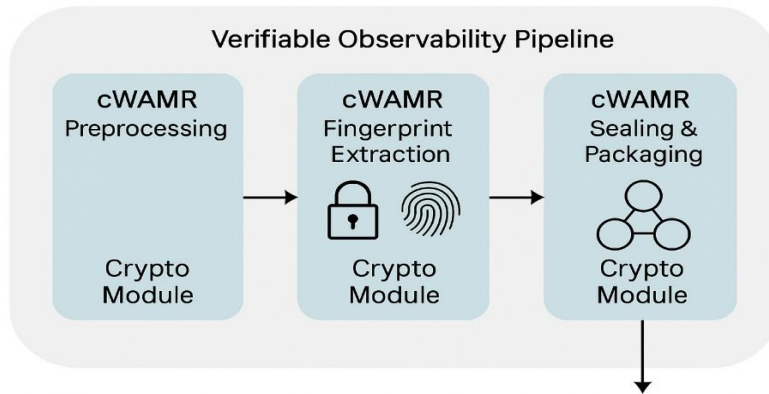 Verifiable Observability Pipeline
cWAMR
Preprocessing
Crypto
Module
cWAMR
Fingerprint
Extraction
Crypto
Module
cWAMR
Sealing &
Packaging
Crypto
Module